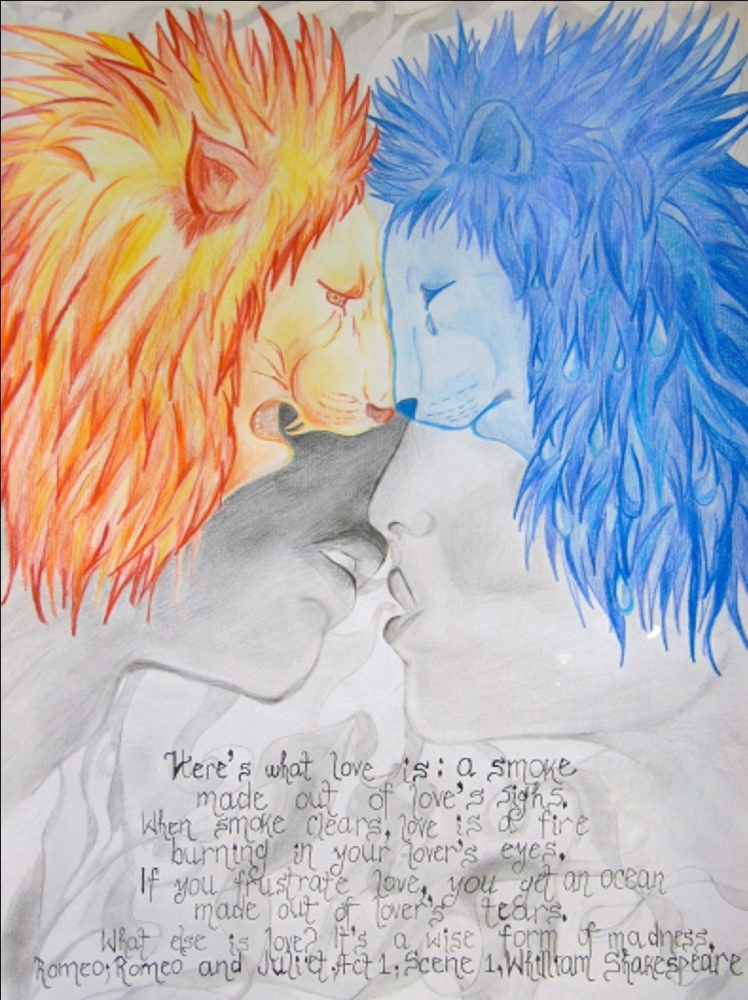 Here's what love is: a smoke
made out of love's sighs.
When smoke clears, love is a fire
burning in your lover's eyes.
If you frustrate love, you get an ocean
made out of lover's tears.
What else is love? It's a wise form of madness.
Romeo; Romeo and Juliet, Act 1, Scene 1, Whilliam Shakespeare